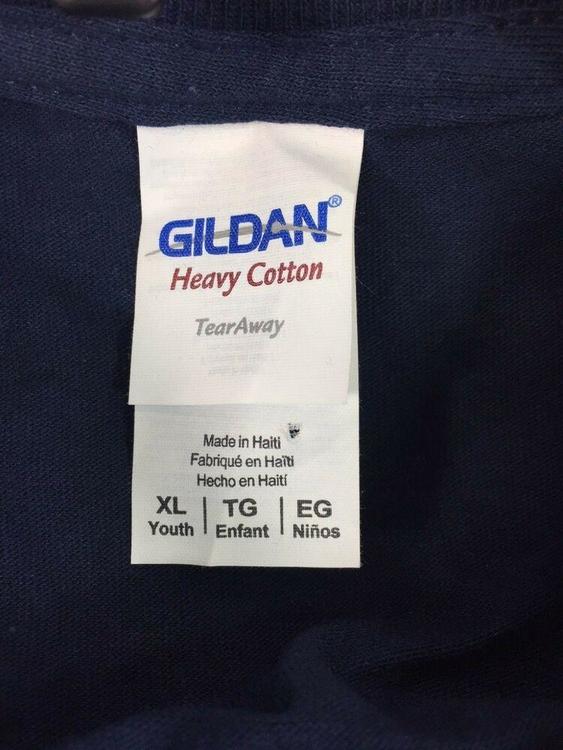 GILDAN®
Heavy Cotton
TearAway
Made in Haiti
Fabriqué en Haïti
Hecho en Haití
XL | TG | EG
Youth | Enfant | Niños